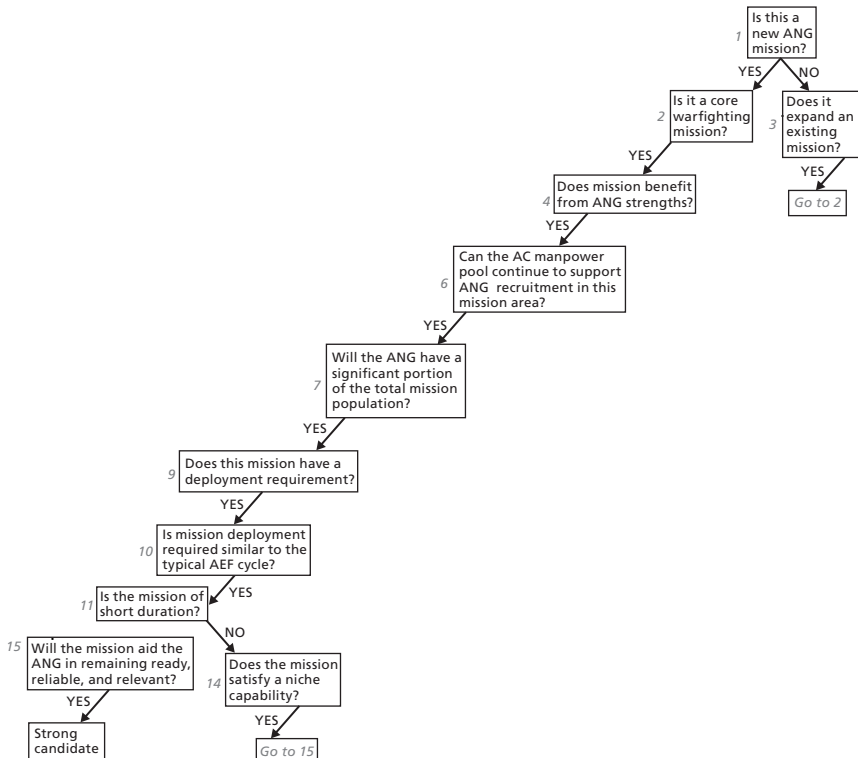 1
Is this a
new ANG
mission?
YES
NO
2
Is it a core
warfighting
mission?
3
Does it
expand an
existing
mission?
YES
YES
4
Does mission benefit
from ANG strengths?
Go to 2
YES
6
Can the AC manpower
pool continue to support
ANG recruitment in this
mission area?
YES
7
Will the ANG have a
significant portion
of the total mission
population?
YES
9
Does this mission have a
deployment requirement?
YES
10
Is mission deployment
required similar to the
typical AEF cycle?
YES
11
Is the mission of
short duration?
NO
15
Will the mission aid the
ANG in remaining ready,
reliable, and relevant?
14
Does the mission
satisfy a niche
capability?
YES
YES
Strong
candidate
Go to 15